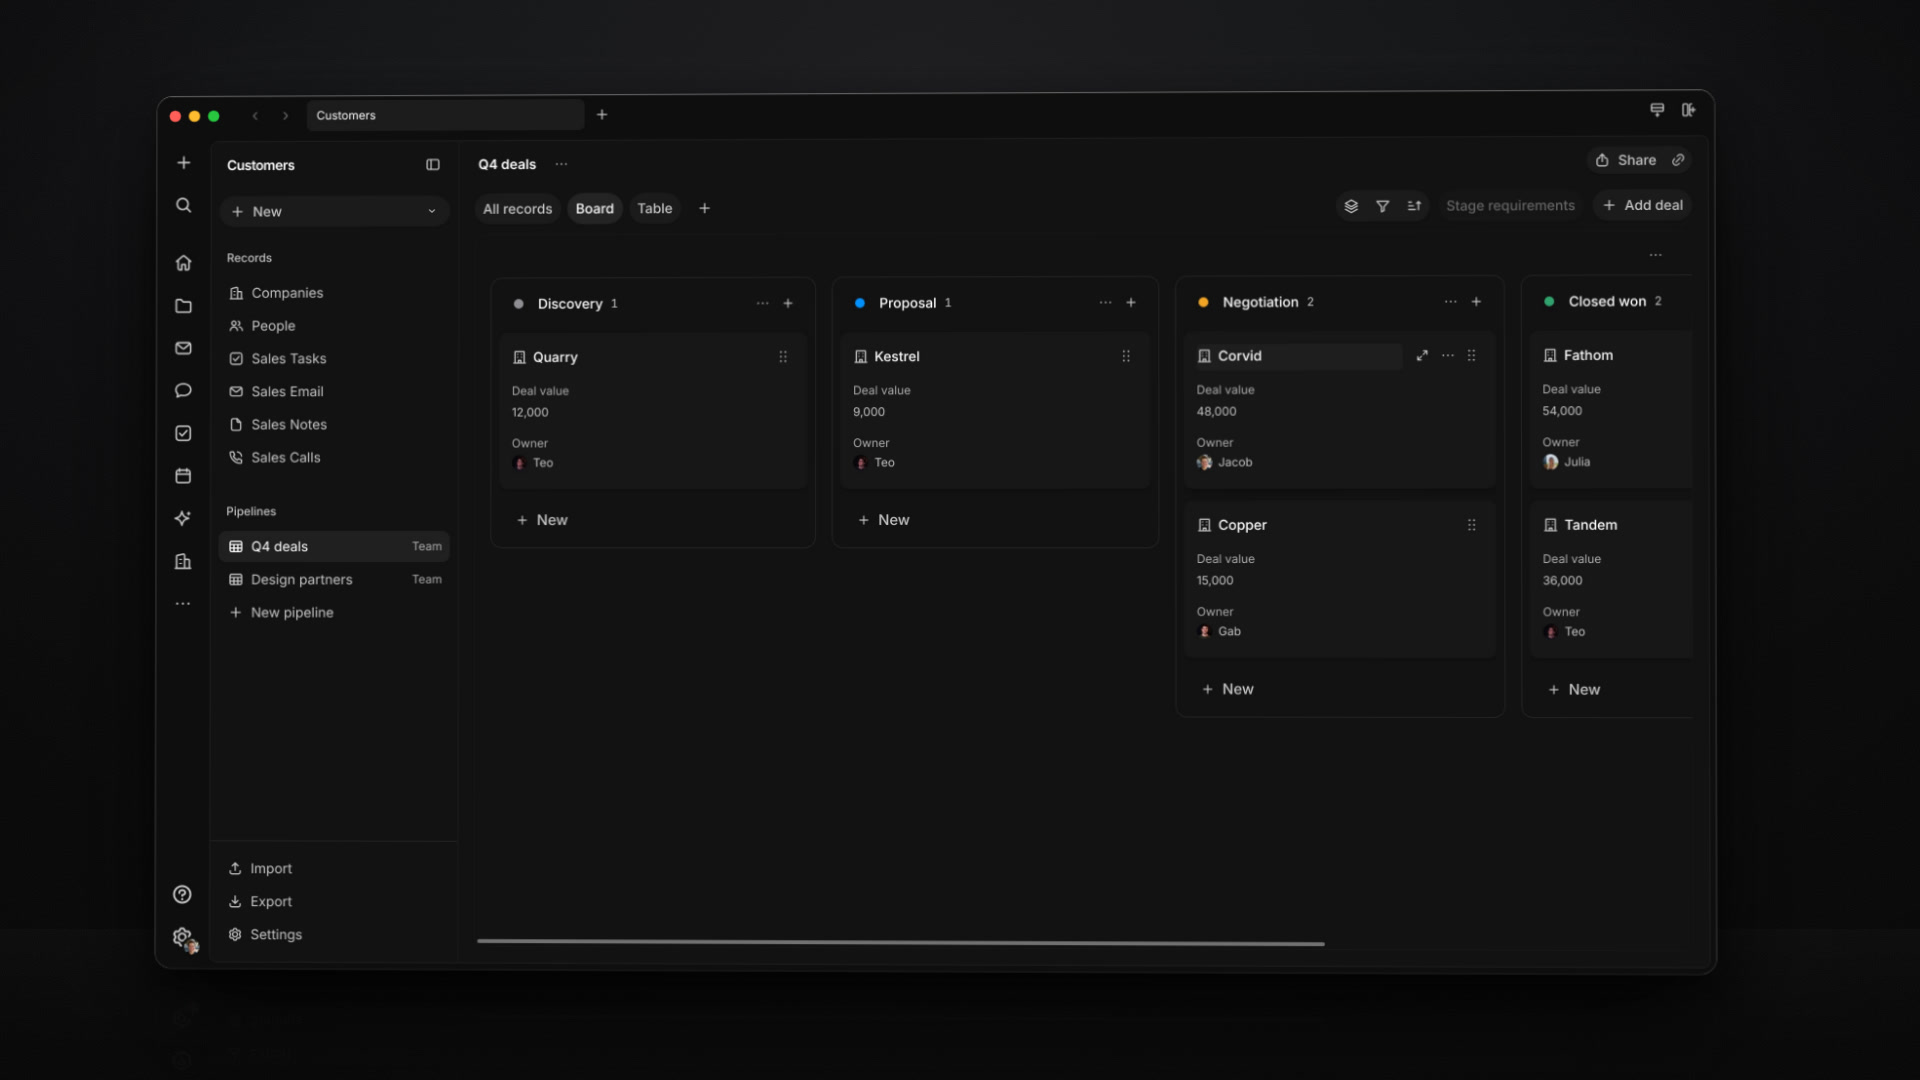 Customers
Customers
New
Records
Companies
People
Sales Tasks
Sales Email
Sales Notes
Sales Calls
Pipelines
Q4 deals Team
Design partners Team
New pipeline
Import
Export
Settings
Q4 deals
Share
All records Board Table
Stage requirements Add deal
Discovery 1
Quarry
Deal value
12,000
Owner
Teo
New
Proposal 1
Kestrel
Deal value
9,000
Owner
Teo
New
Negotiation 2
Corvid
Deal value
48,000
Owner
Jacob
Copper
Deal value
15,000
Owner
Gab
New
Closed won 2
Fathom
Deal value
54,000
Owner
Julia
Tandem
Deal value
36,000
Owner
Teo
New